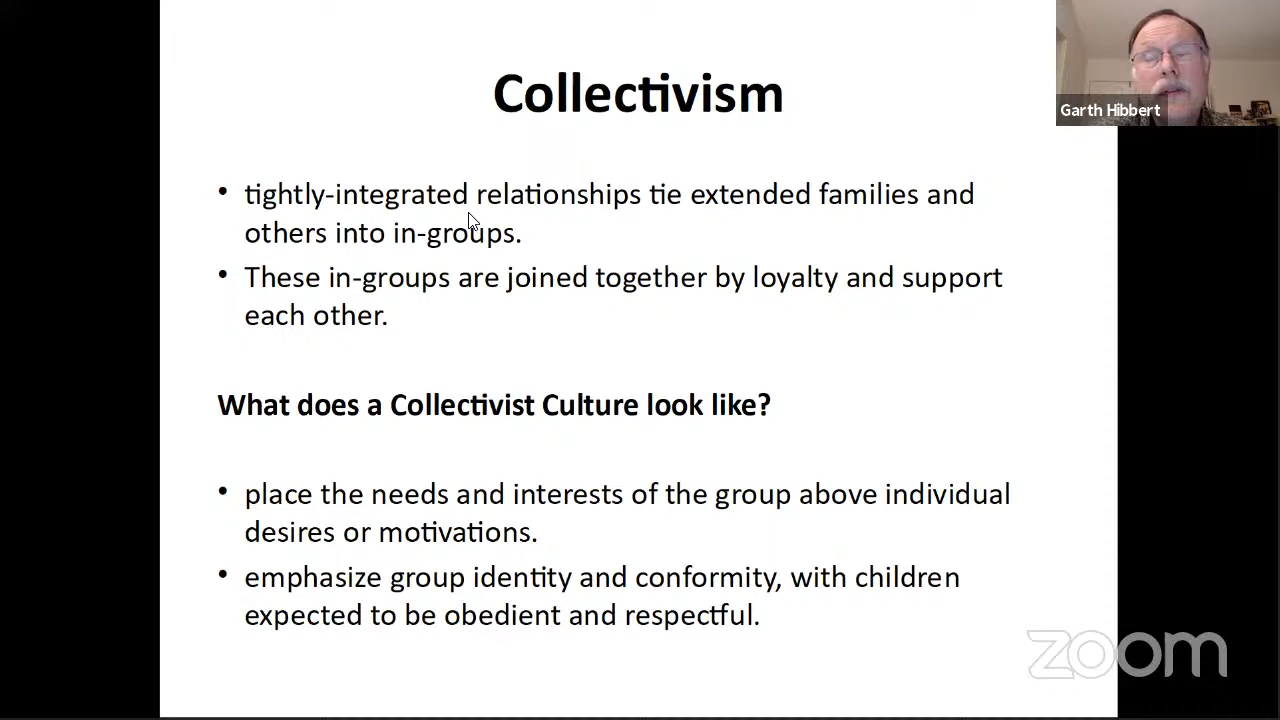 Collectivism
Garth Hibbert
• tightly-integrated relationships tie extended families and
others into in-groups.
• These in-groups are joined together by loyalty and support
each other.
What does a Collectivist Culture look like?
• place the needs and interests of the group above individual
desires or motivations.
• emphasize group identity and conformity, with children
expected to be obedient and respectful.
zoom